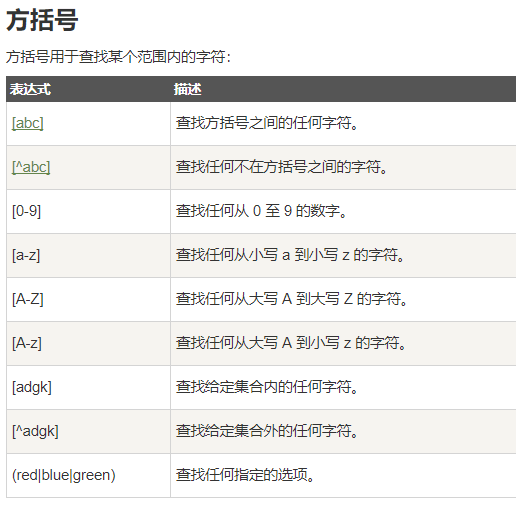 方括号
方括号用于查找某个范围内的字符：
表达式 描述
[abc] 查找方括号之间的任何字符。
[^abc] 查找任何不在方括号之间的字符。
[0-9] 查找任何从 0 至 9 的数字。
[a-z] 查找任何从小写 a 到小写 z 的字符。
[A-Z] 查找任何从大写 A 到大写 Z 的字符。
[A-z] 查找任何从大写 A 到小写 z 的字符。
[adgk] 查找给定集合内的任何字符。
[^adgk] 查找给定集合外的任何字符。
(red|blue|green) 查找任何指定的选项。